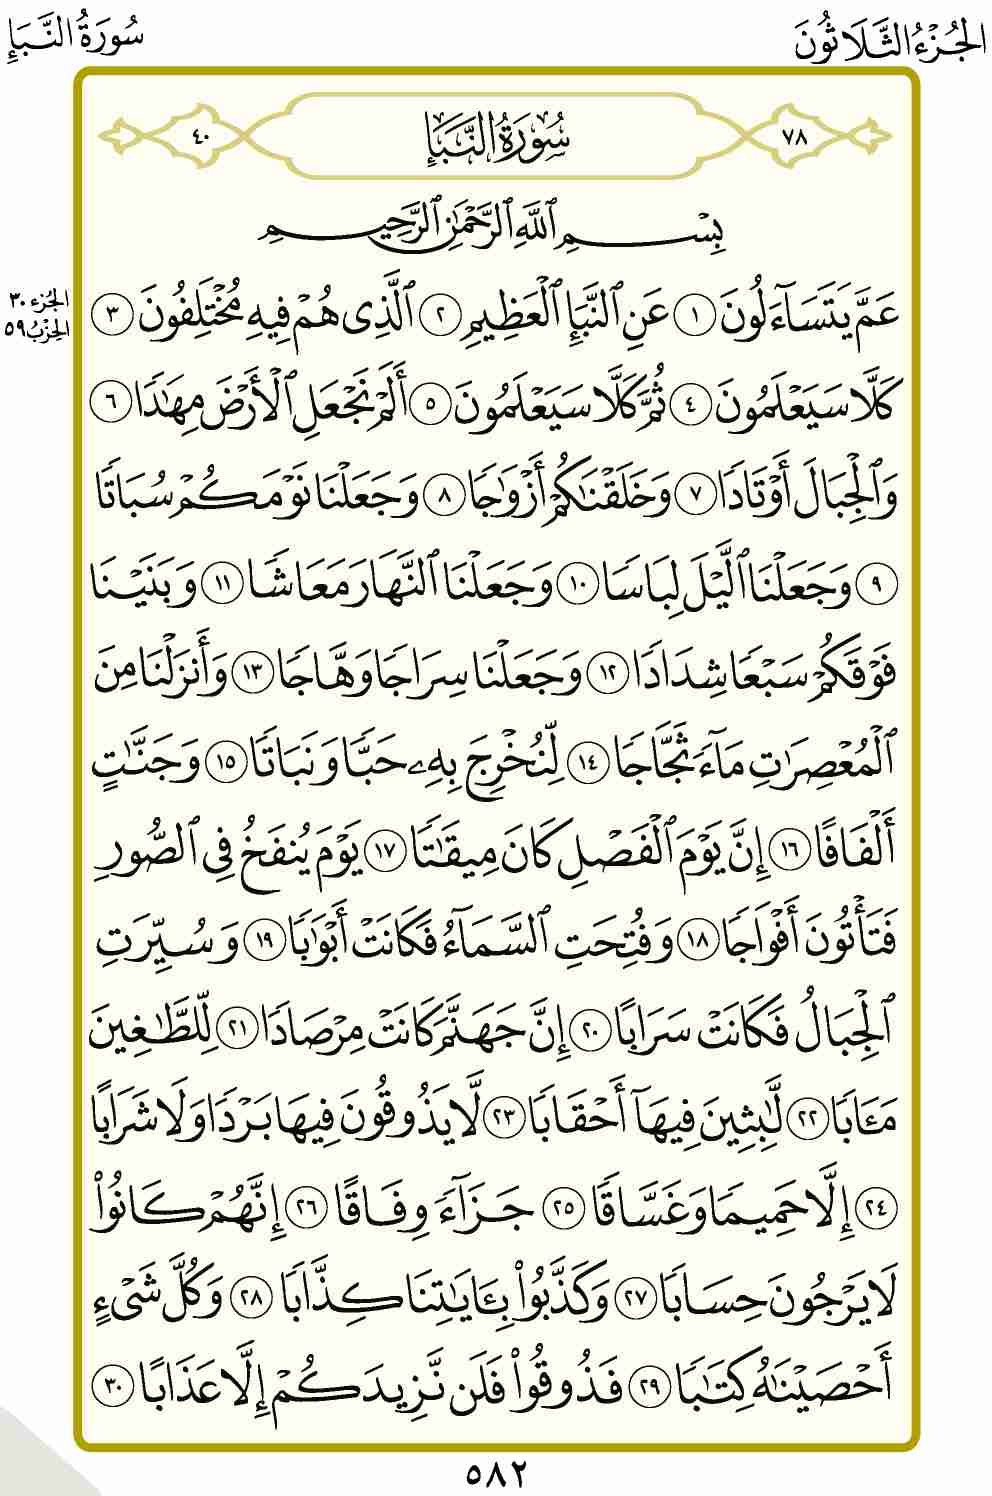 الجُزْءُ الثَّلَاثُونَ
سُورَةُ النَّبَإِ
٧٨
سُورَةُ النَّبَإِ
٤٠
بِسْمِ ٱللَّهِ ٱلرَّحْمَٰنِ ٱلرَّحِيمِ
الجُزء ٣٠
الحِزْبُ ٥٩
عَمَّ يَتَسَآءَلُونَ ١ عَنِ ٱلنَّبَإِ ٱلْعَظِيمِ ٢ ٱلَّذِى هُمْ فِيهِ مُخْتَلِفُونَ ٣
كَلَّا سَيَعْلَمُونَ ٤ ثُمَّ كَلَّا سَيَعْلَمُونَ ٥ أَلَمْ نَجْعَلِ ٱلْأَرْضَ مِهَٰدًا ٦
وَٱلْجِبَالَ أَوْتَادًا ٧ وَخَلَقْنَٰكُمْ أَزْوَٰجًا ٨ وَجَعَلْنَا نَوْمَكُمْ سُبَاتًا
٩ وَجَعَلْنَا ٱلَّيْلَ لِبَاسًا ١٠ وَجَعَلْنَا ٱلنَّهَارَ مَعَاشًا ١١ وَبَنَيْنَا
فَوْقَكُمْ سَبْعًا شِدَادًا ١٢ وَجَعَلْنَا سِرَاجًا وَهَّاجًا ١٣ وَأَنزَلْنَا مِنَ
ٱلْمُعْصِرَٰتِ مَآءً ثَجَّاجًا ١٤ لِّنُخْرِجَ بِهِۦ حَبًّا وَنَبَاتًا ١٥ وَجَنَّٰتٍ
أَلْفَافًا ١٦ إِنَّ يَوْمَ ٱلْفَصْلِ كَانَ مِيقَٰتًا ١٧ يَوْمَ يُنفَخُ فِى ٱلصُّورِ
فَتَأْتُونَ أَفْوَاجًا ١٨ وَفُتِحَتِ ٱلسَّمَآءُ فَكَانَتْ أَبْوَٰبًا ١٩ وَسُيِّرَتِ
ٱلْجِبَالُ فَكَانَتْ سَرَابًا ٢٠ إِنَّ جَهَنَّمَ كَانَتْ مِرْصَادًا ٢١ لِّلطَّٰغِينَ
مَـَٔابًا ٢٢ لَّٰبِثِينَ فِيهَآ أَحْقَابًا ٢٣ لَّا يَذُوقُونَ فِيهَا بَرْدًا وَلَا شَرَابًا
٢٤ إِلَّا حَمِيمًا وَغَسَّاقًا ٢٥ جَزَآءً وِفَاقًا ٢٦ إِنَّهُمْ كَانُوا۟
لَا يَرْجُونَ حِسَابًا ٢٧ وَكَذَّبُوا۟ بِـَٔايَٰتِنَا كِذَّابًا ٢٨ وَكُلَّ شَىْءٍ
أَحْصَيْنَٰهُ كِتَٰبًا ٢٩ فَذُوقُوا۟ فَلَن نَّزِيدَكُمْ إِلَّا عَذَابًا ٣٠
٥٨٢